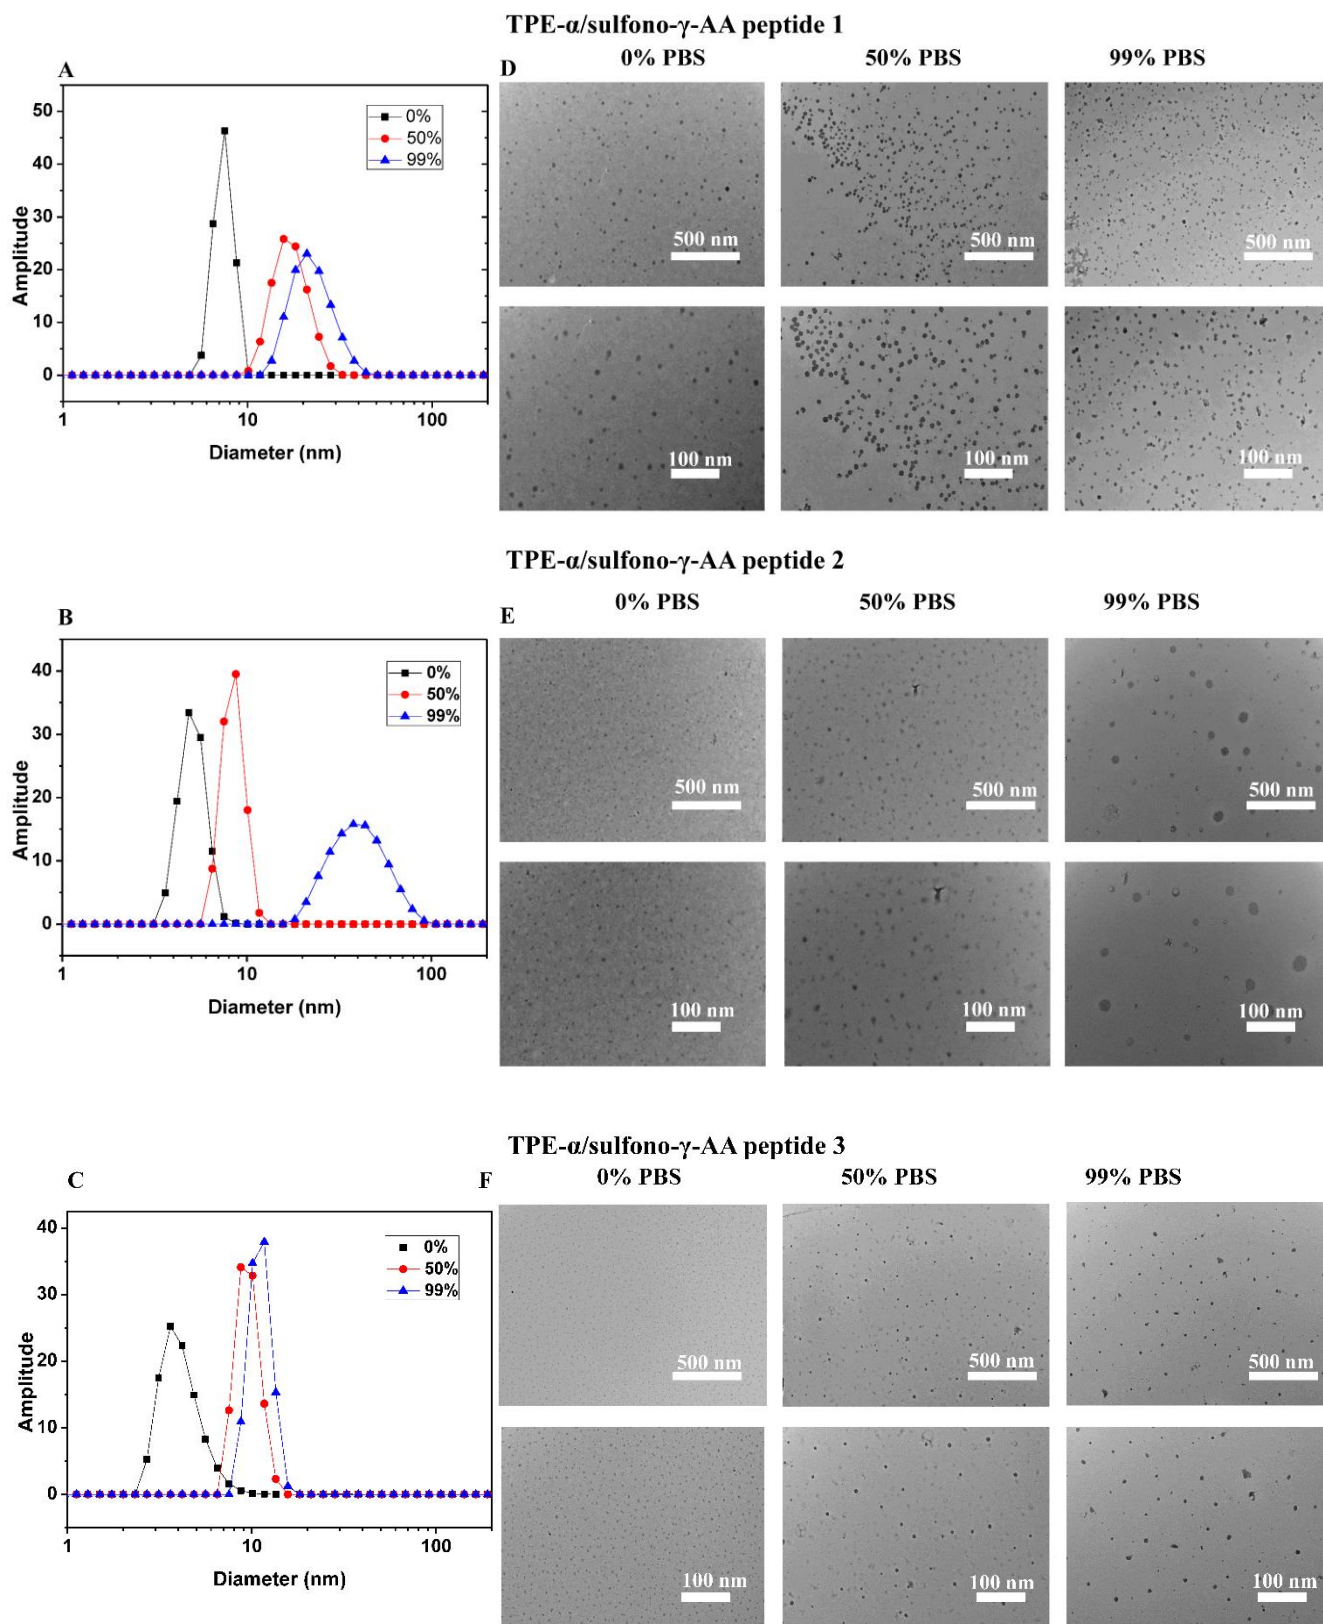 TPE-α/sulfono-γ-AA peptide 1
A
D
0% PBS
50% PBS
99% PBS
50
40
30
20
10
0
Amplitude
0%
50%
99%
1
10
100
Diameter (nm)
500 nm
500 nm
500 nm
100 nm
100 nm
100 nm
TPE-α/sulfono-γ-AA peptide 2
B
E
0% PBS
50% PBS
99% PBS
40
30
20
10
0
Amplitude
0%
50%
99%
1
10
100
Diameter (nm)
500 nm
500 nm
500 nm
100 nm
100 nm
100 nm
TPE-α/sulfono-γ-AA peptide 3
C
F
0% PBS
50% PBS
99% PBS
40
30
20
10
0
Amplitude
0%
50%
99%
1
10
100
Diameter (nm)
500 nm
500 nm
500 nm
100 nm
100 nm
100 nm